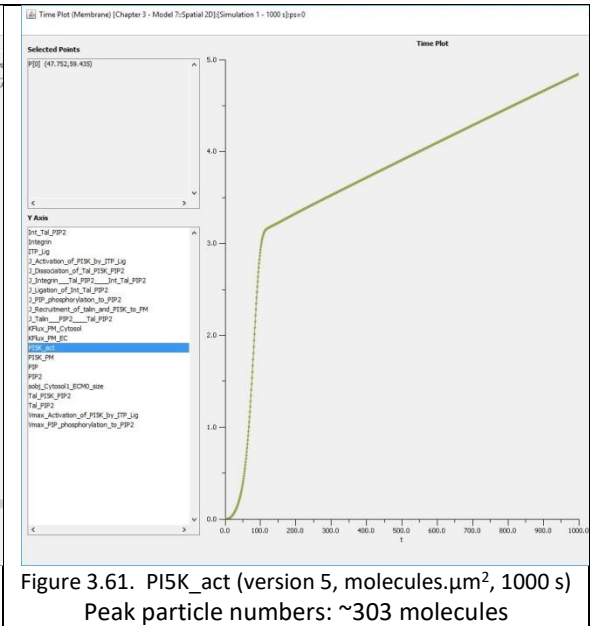 Time Plot (Membrane) [Chapter 3 - Model 7::Spatial 2D]:[Simulation 1 - 1000 s]:ps=0
Time Plot
Selected Points
P[0] (47.752,59.435)
Y Axis
Int_Tal_PIP2
Integrin
ITP_Lig
J_Activation_of_PI5K_by_ITP_Lig
J_Dissociation_of_Tal_PI5K_PIP2
J_Integrin___Tal_PIP2____Int_Tal_PIP2
J_Ligation_of_Int_Tal_PIP2
J_PIP_phosphorylation_to_PIP2
J_Recruitment_of_talin_and_PI5K_to_PM
J_Talin___PIP2____Tal_PIP2
KFlux_PM_Cytosol
KFlux_PM_EC
PI5K_act
PI5K_PM
PIP
PIP2
sobj_Cytosol1_ECM0_size
Tal_PI5K_PIP2
Tal_PIP2
Vmax_Activation_of_PI5K_by_ITP_Lig
Vmax_PIP_phosphorylation_to_PIP2
5.0
4.0
3.0
2.0
1.0
0.0
0.0 100.0 200.0 300.0 400.0 500.0 600.0 700.0 800.0 900.0 1000.0
t
Figure 3.61. PI5K_act (version 5, molecules.µm², 1000 s)
Peak particle numbers: ~303 molecules